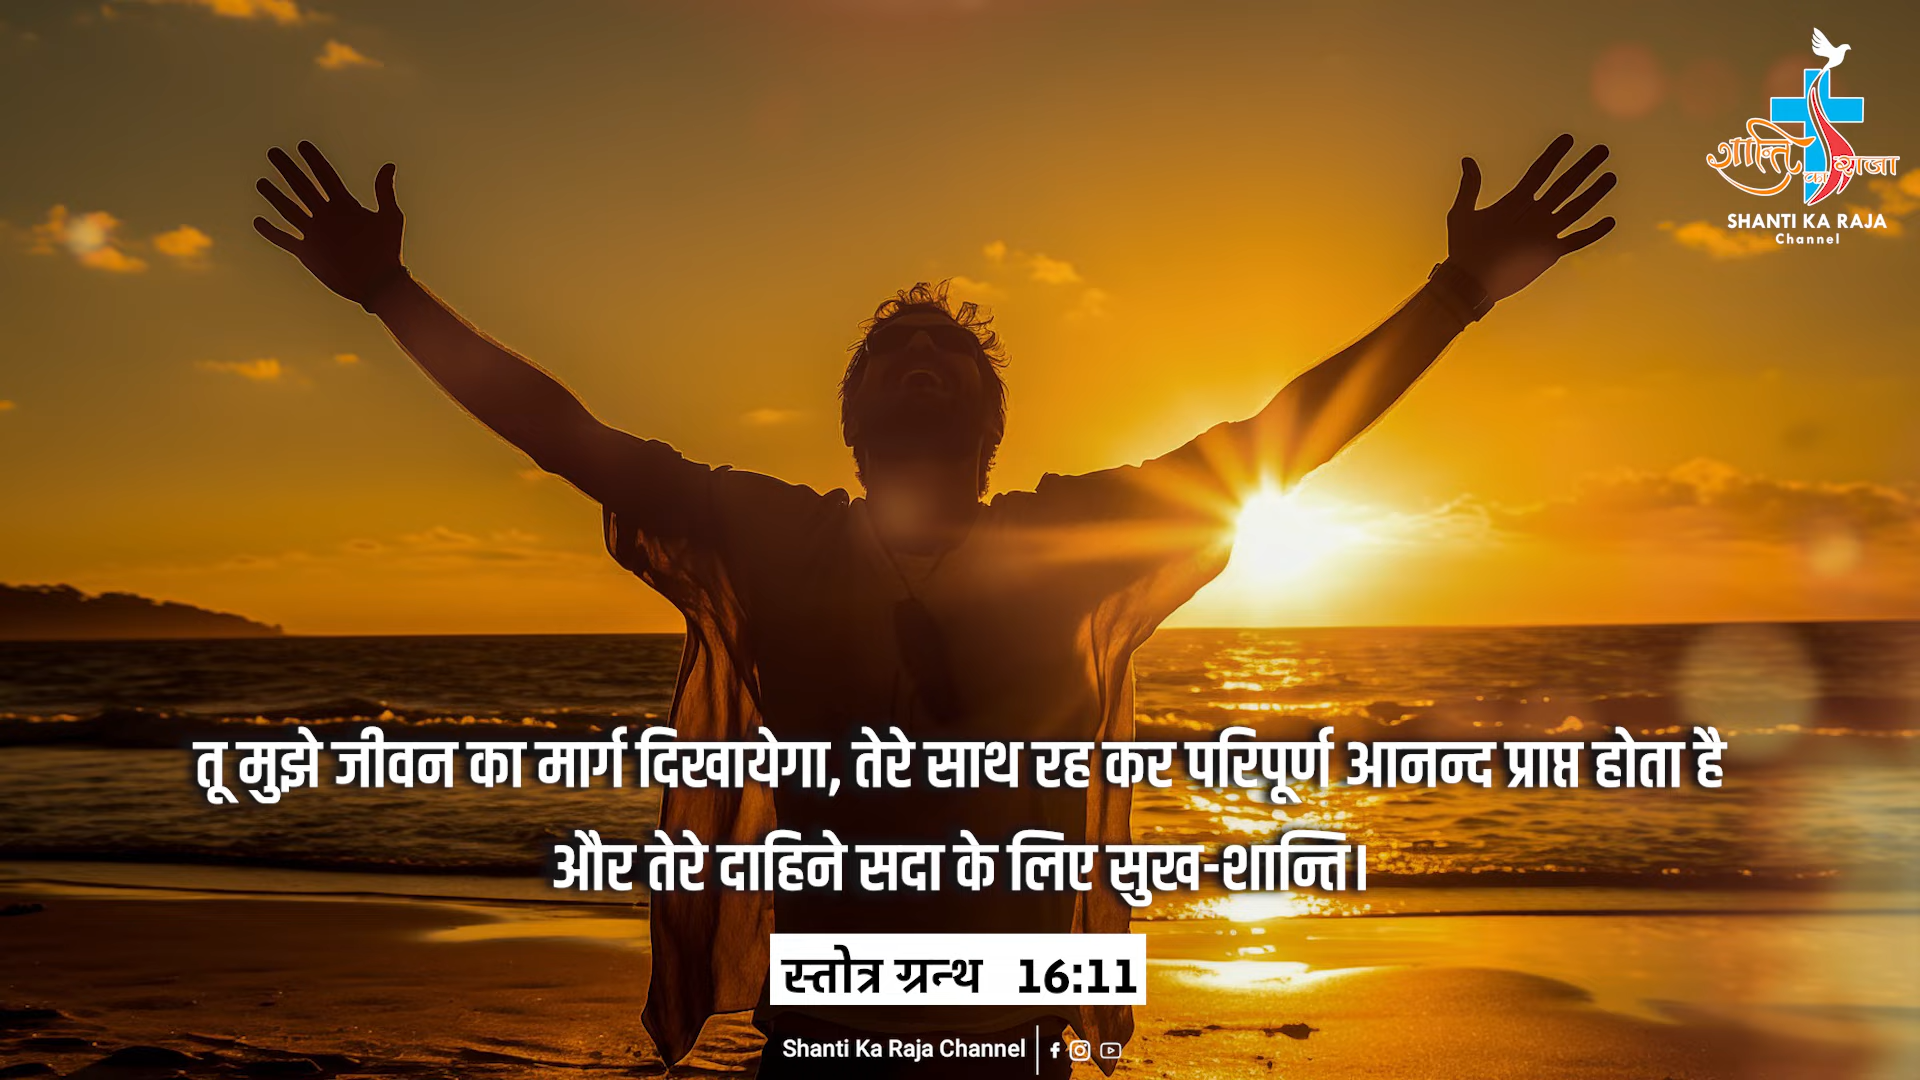 शान्ति का राजा
SHANTI KA RAJA
Channel
तू मुझे जीवन का मार्ग दिखायेगा, तेरे साथ रह कर परिपूर्ण आनन्द प्राप्त होता है
और तेरे दाहिने सदा के लिए सुख-शान्ति।
स्तोत्र ग्रन्थ 16:11
Shanti Ka Raja Channel